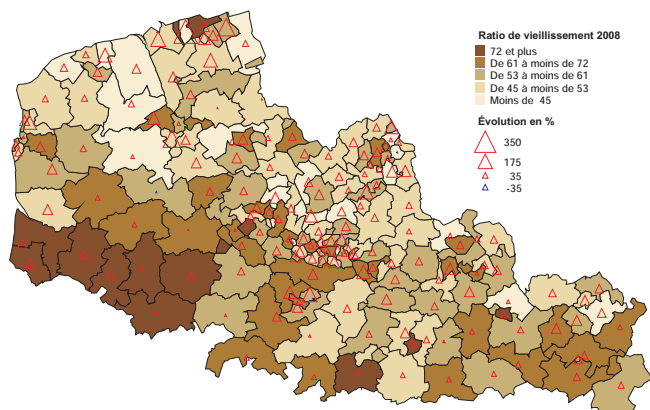 Ratio de vieillissement 2008
72 et plus
De 61 à moins de 72
De 53 à moins de 61
De 45 à moins de 53
Moins de 45
Évolution en %
350
175
35
-35